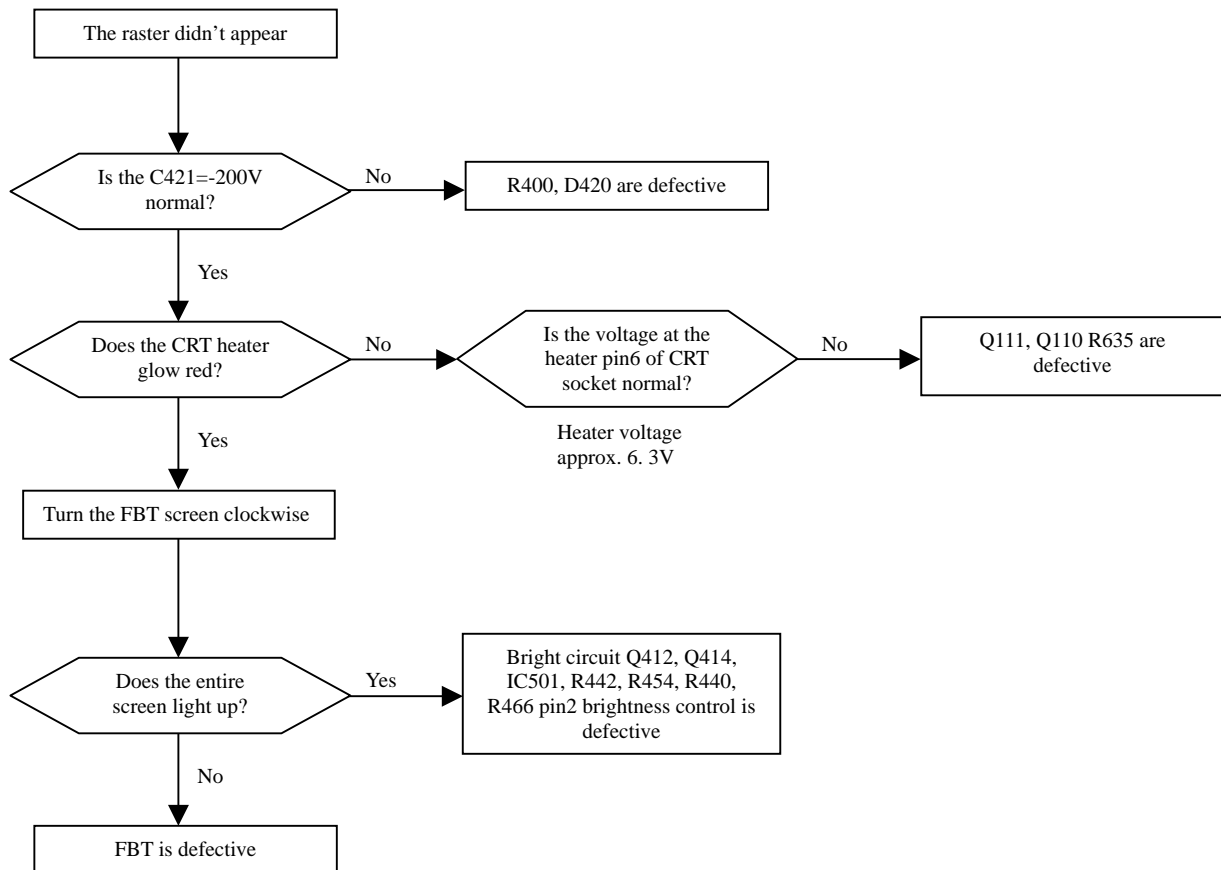 The raster didn't appear
Is the C421=-200V
normal?
No
R400, D420 are defective
Yes
Does the CRT heater
glow red?
No
Is the voltage at the
heater pin6 of CRT
socket normal?
No
Q111, Q110 R635 are
defective
Heater voltage
approx. 6. 3V
Yes
Turn the FBT screen clockwise
Does the entire
screen light up?
Yes
Bright circuit Q412, Q414,
IC501, R442, R454, R440,
R466 pin2 brightness control is
defective
No
FBT is defective